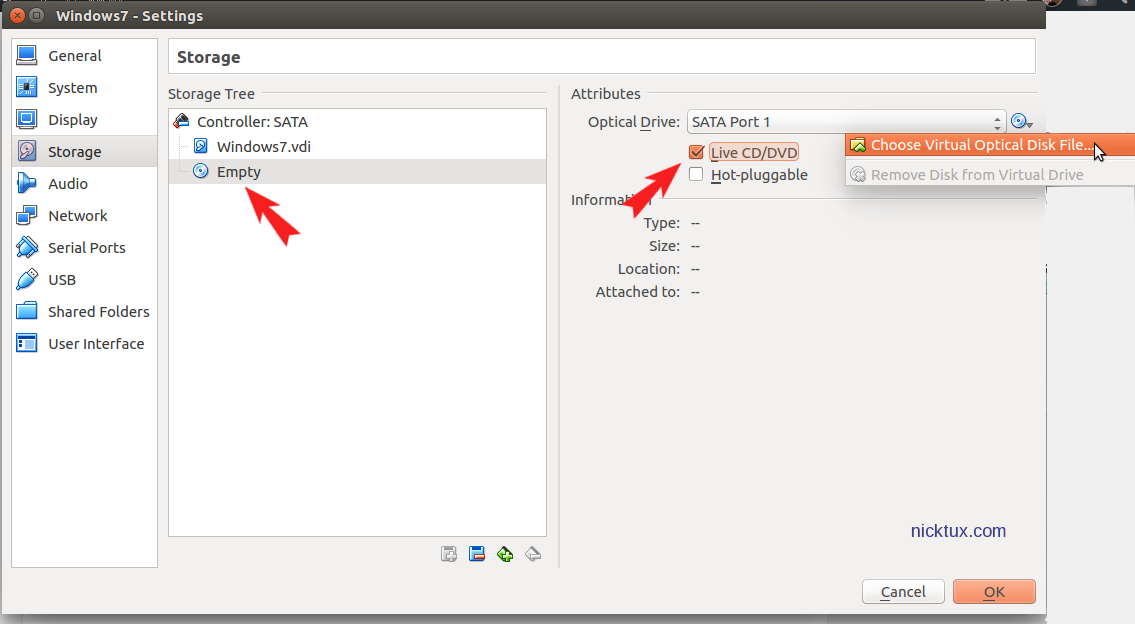 Windows7 - Settings
General
System
Display
Storage
Audio
Network
Serial Ports
USB
Shared Folders
User Interface
Storage
Storage Tree
Controller: SATA
Windows7.vdi
Empty
Attributes
Optical Drive: SATA Port 1
Live CD/DVD
Hot-pluggable
Choose Virtual Optical Disk File...
Remove Disk from Virtual Drive
Type: --
Size: --
Location: --
Attached to: --
nicktux.com
Cancel
OK